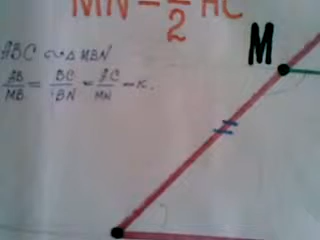 MN = 1/2 AC
M
ABC ∾ △ MBN
AB/MB = BC/BN = AC/MN = K.